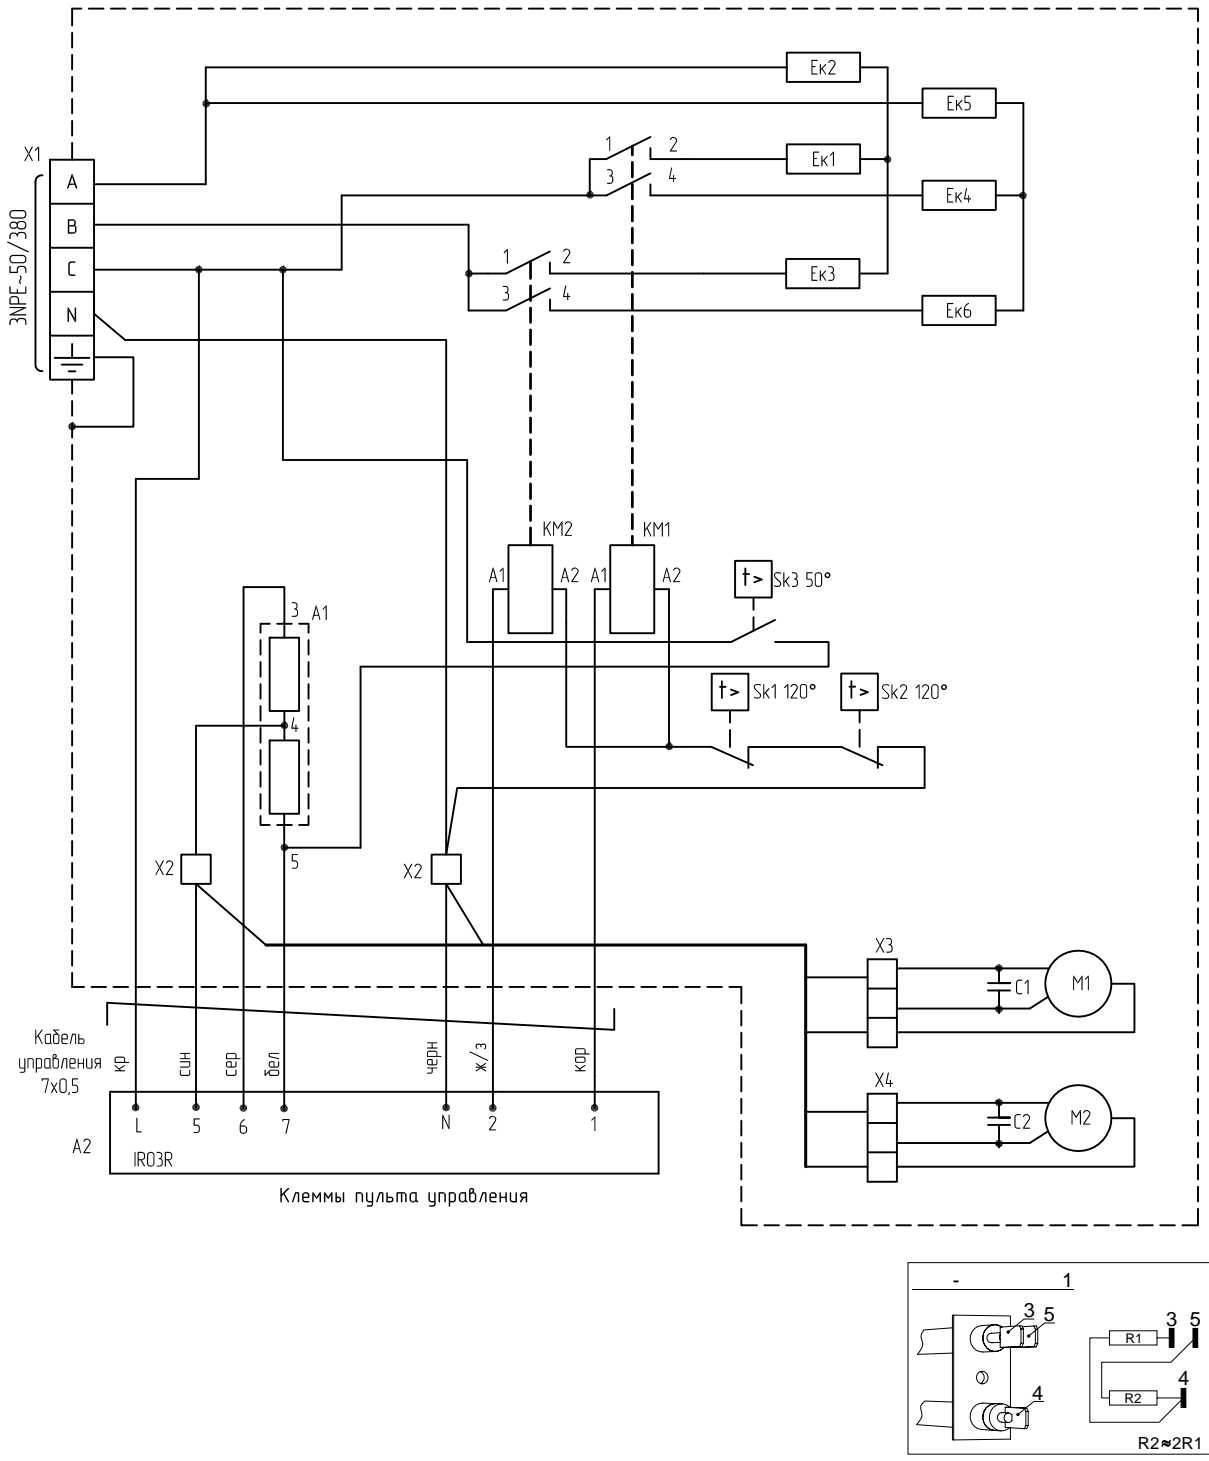 Ек2
Ек5
X1
1
2
Ек1
A
3
4
Ек4
B
1
2
Ек3
C
3
4
Ек6
N
3NPE~50/380
KM2
KM1
A1
A2
A1
A2
t>
Sk3 50°
3
A1
t>
Sk1 120°
t>
Sk2 120°
4
5
X2
X2
X3
C1
M1
Кабель
управления
7x0,5
кр
син
сер
бел
черн
ж/з
кор
X4
C2
M2
L
5
6
7
N
2
1
A2
IR03R
Клеммы пульта управления
-
1
3
5
4
R1
3
5
R2
4
R2≈2R1